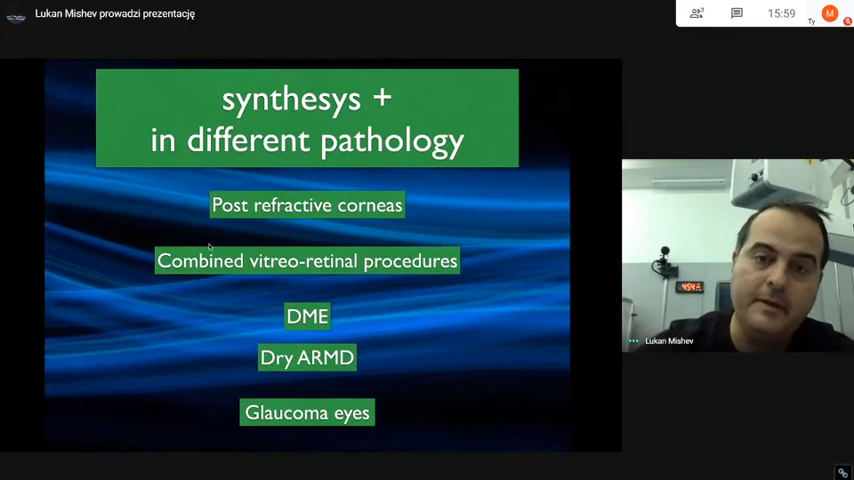 Lukan Mishev prowadzi prezentację
3
15:59
Ty
M
synthesys +
in different pathology
Post refractive corneas
Combined vitreo-retinal procedures
DME
Dry ARMD
Glaucoma eyes
Lukan Mishev